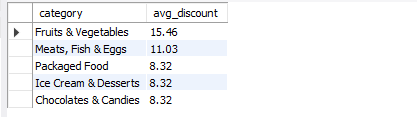 category avg_discount
Fruits & Vegetables 15.46
Meats, Fish & Eggs 11.03
Packaged Food 8.32
Ice Cream & Desserts 8.32
Chocolates & Candies 8.32